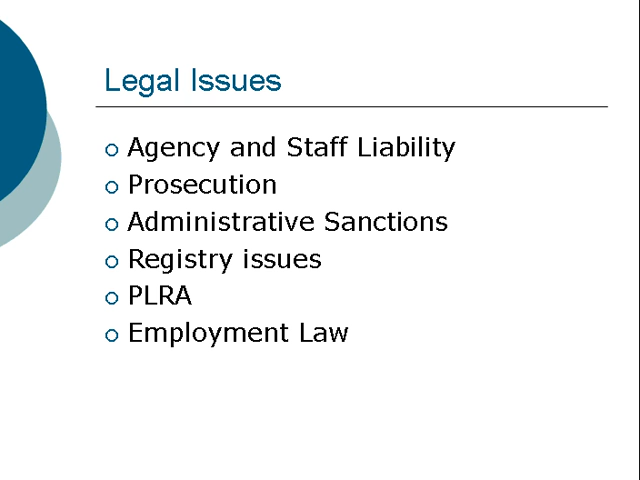 Legal Issues
Agency and Staff Liability
Prosecution
Administrative Sanctions
Registry issues
PLRA
Employment Law